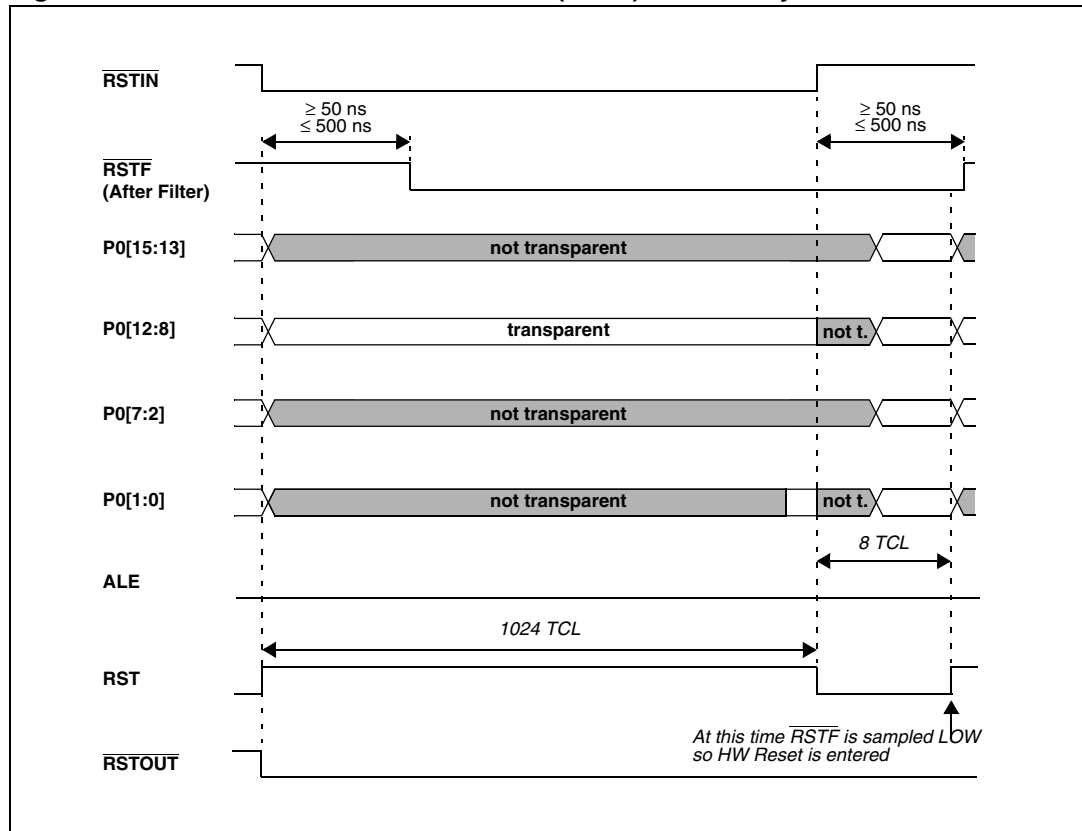 RSTIN
≥ 50 ns
≤ 500 ns
≥ 50 ns
≤ 500 ns
RSTF
(After Filter)
P0[15:13]
not transparent
P0[12:8]
transparent
not t.
P0[7:2]
not transparent
P0[1:0]
not transparent
not t.
8 TCL
ALE
1024 TCL
RST
At this time RSTF is sampled LOW
so HW Reset is entered
RSTOUT